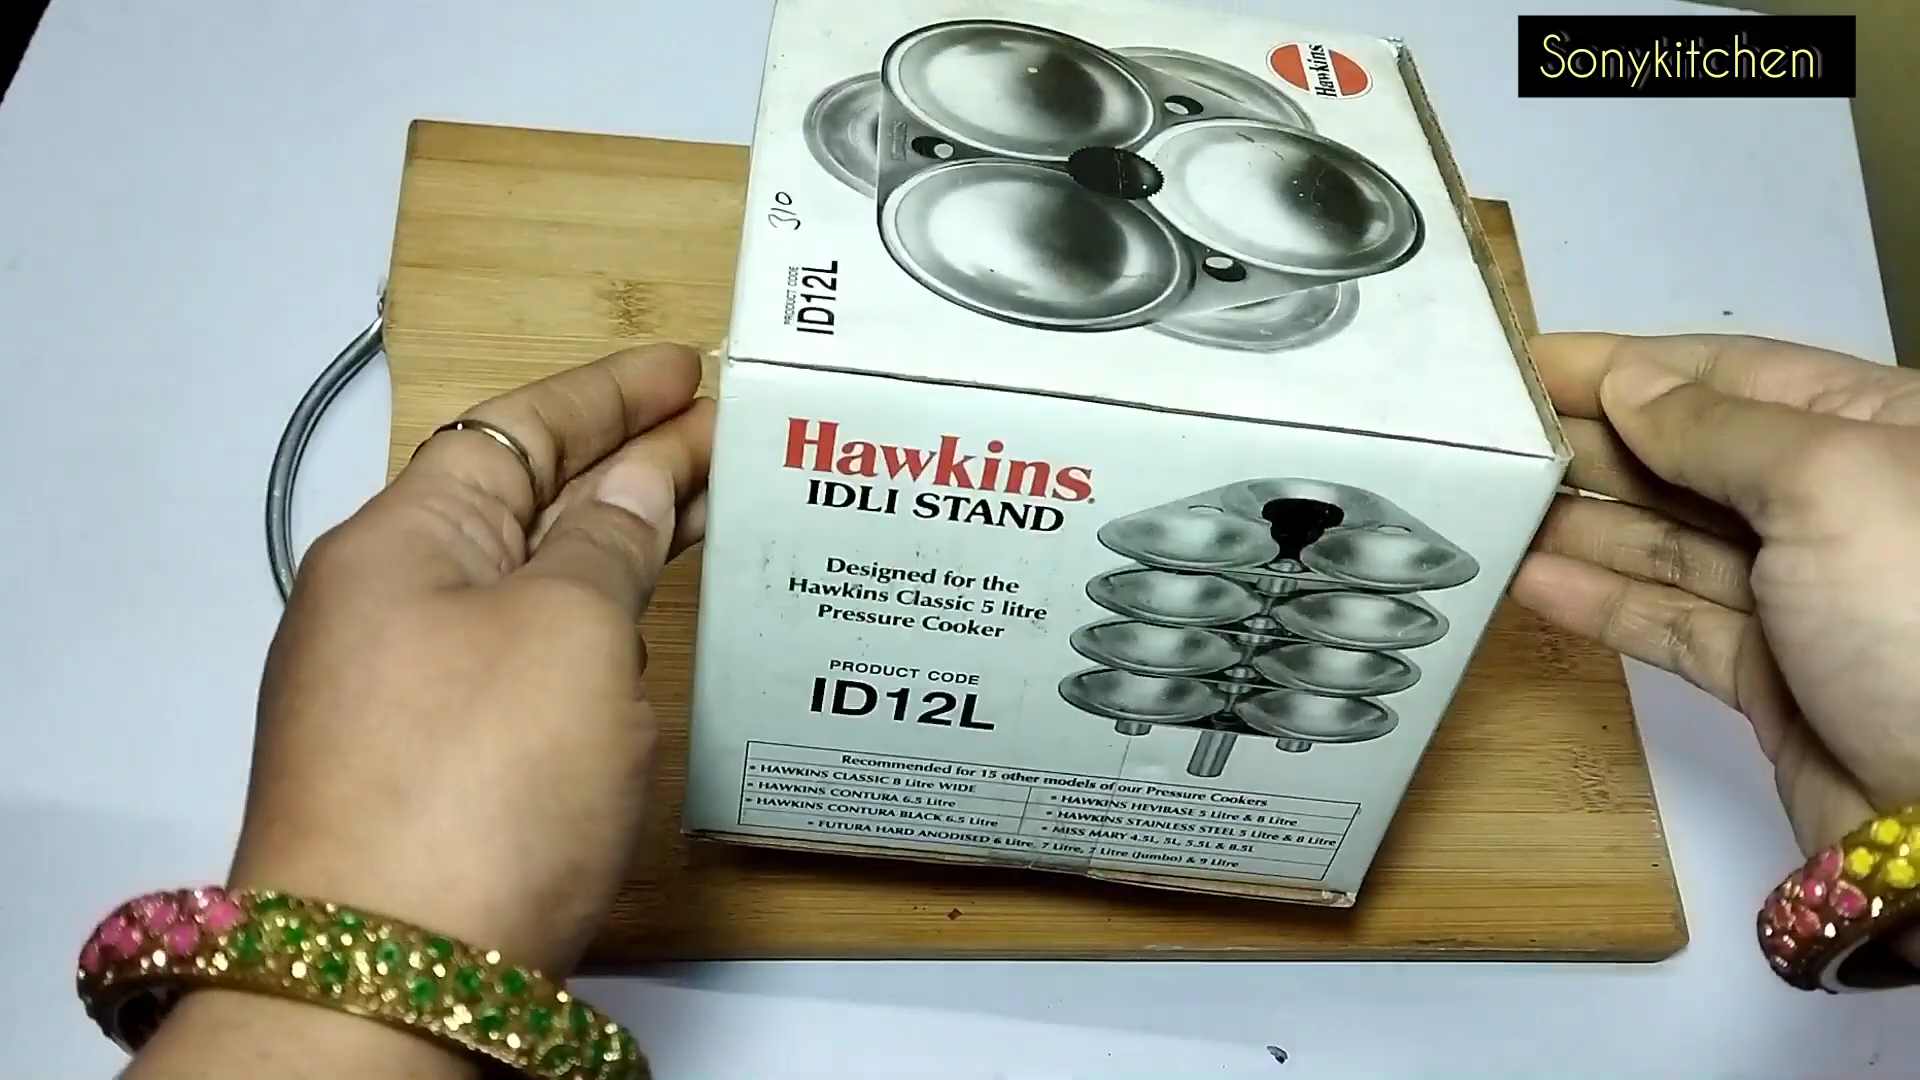 Sonykitchen
Hawkins
310
PRODUCT CODE
ID12L
Hawkins
IDLI STAND
Designed for the
Hawkins Classic 5 litre
Pressure Cooker
PRODUCT CODE
ID12L
Recommended for 15 other models of our Pressure Cookers
• HAWKINS CLASSIC 8 Litre WIDE
• HAWKINS CONTURA 6.5 Litre
• HAWKINS CONTURA BLACK 6.5 Litre
• HAWKINS HEVIBASE 5 Litre & 8 Litre
• HAWKINS STAINLESS STEEL 5 Litre & 8 Litre
• MISS MARY 4.5L, 5L, 5.5L & 8.5L
• FUTURA HARD ANODISED 6 Litre, 7 Litre, 7 Litre (Jumbo) & 9 Litre